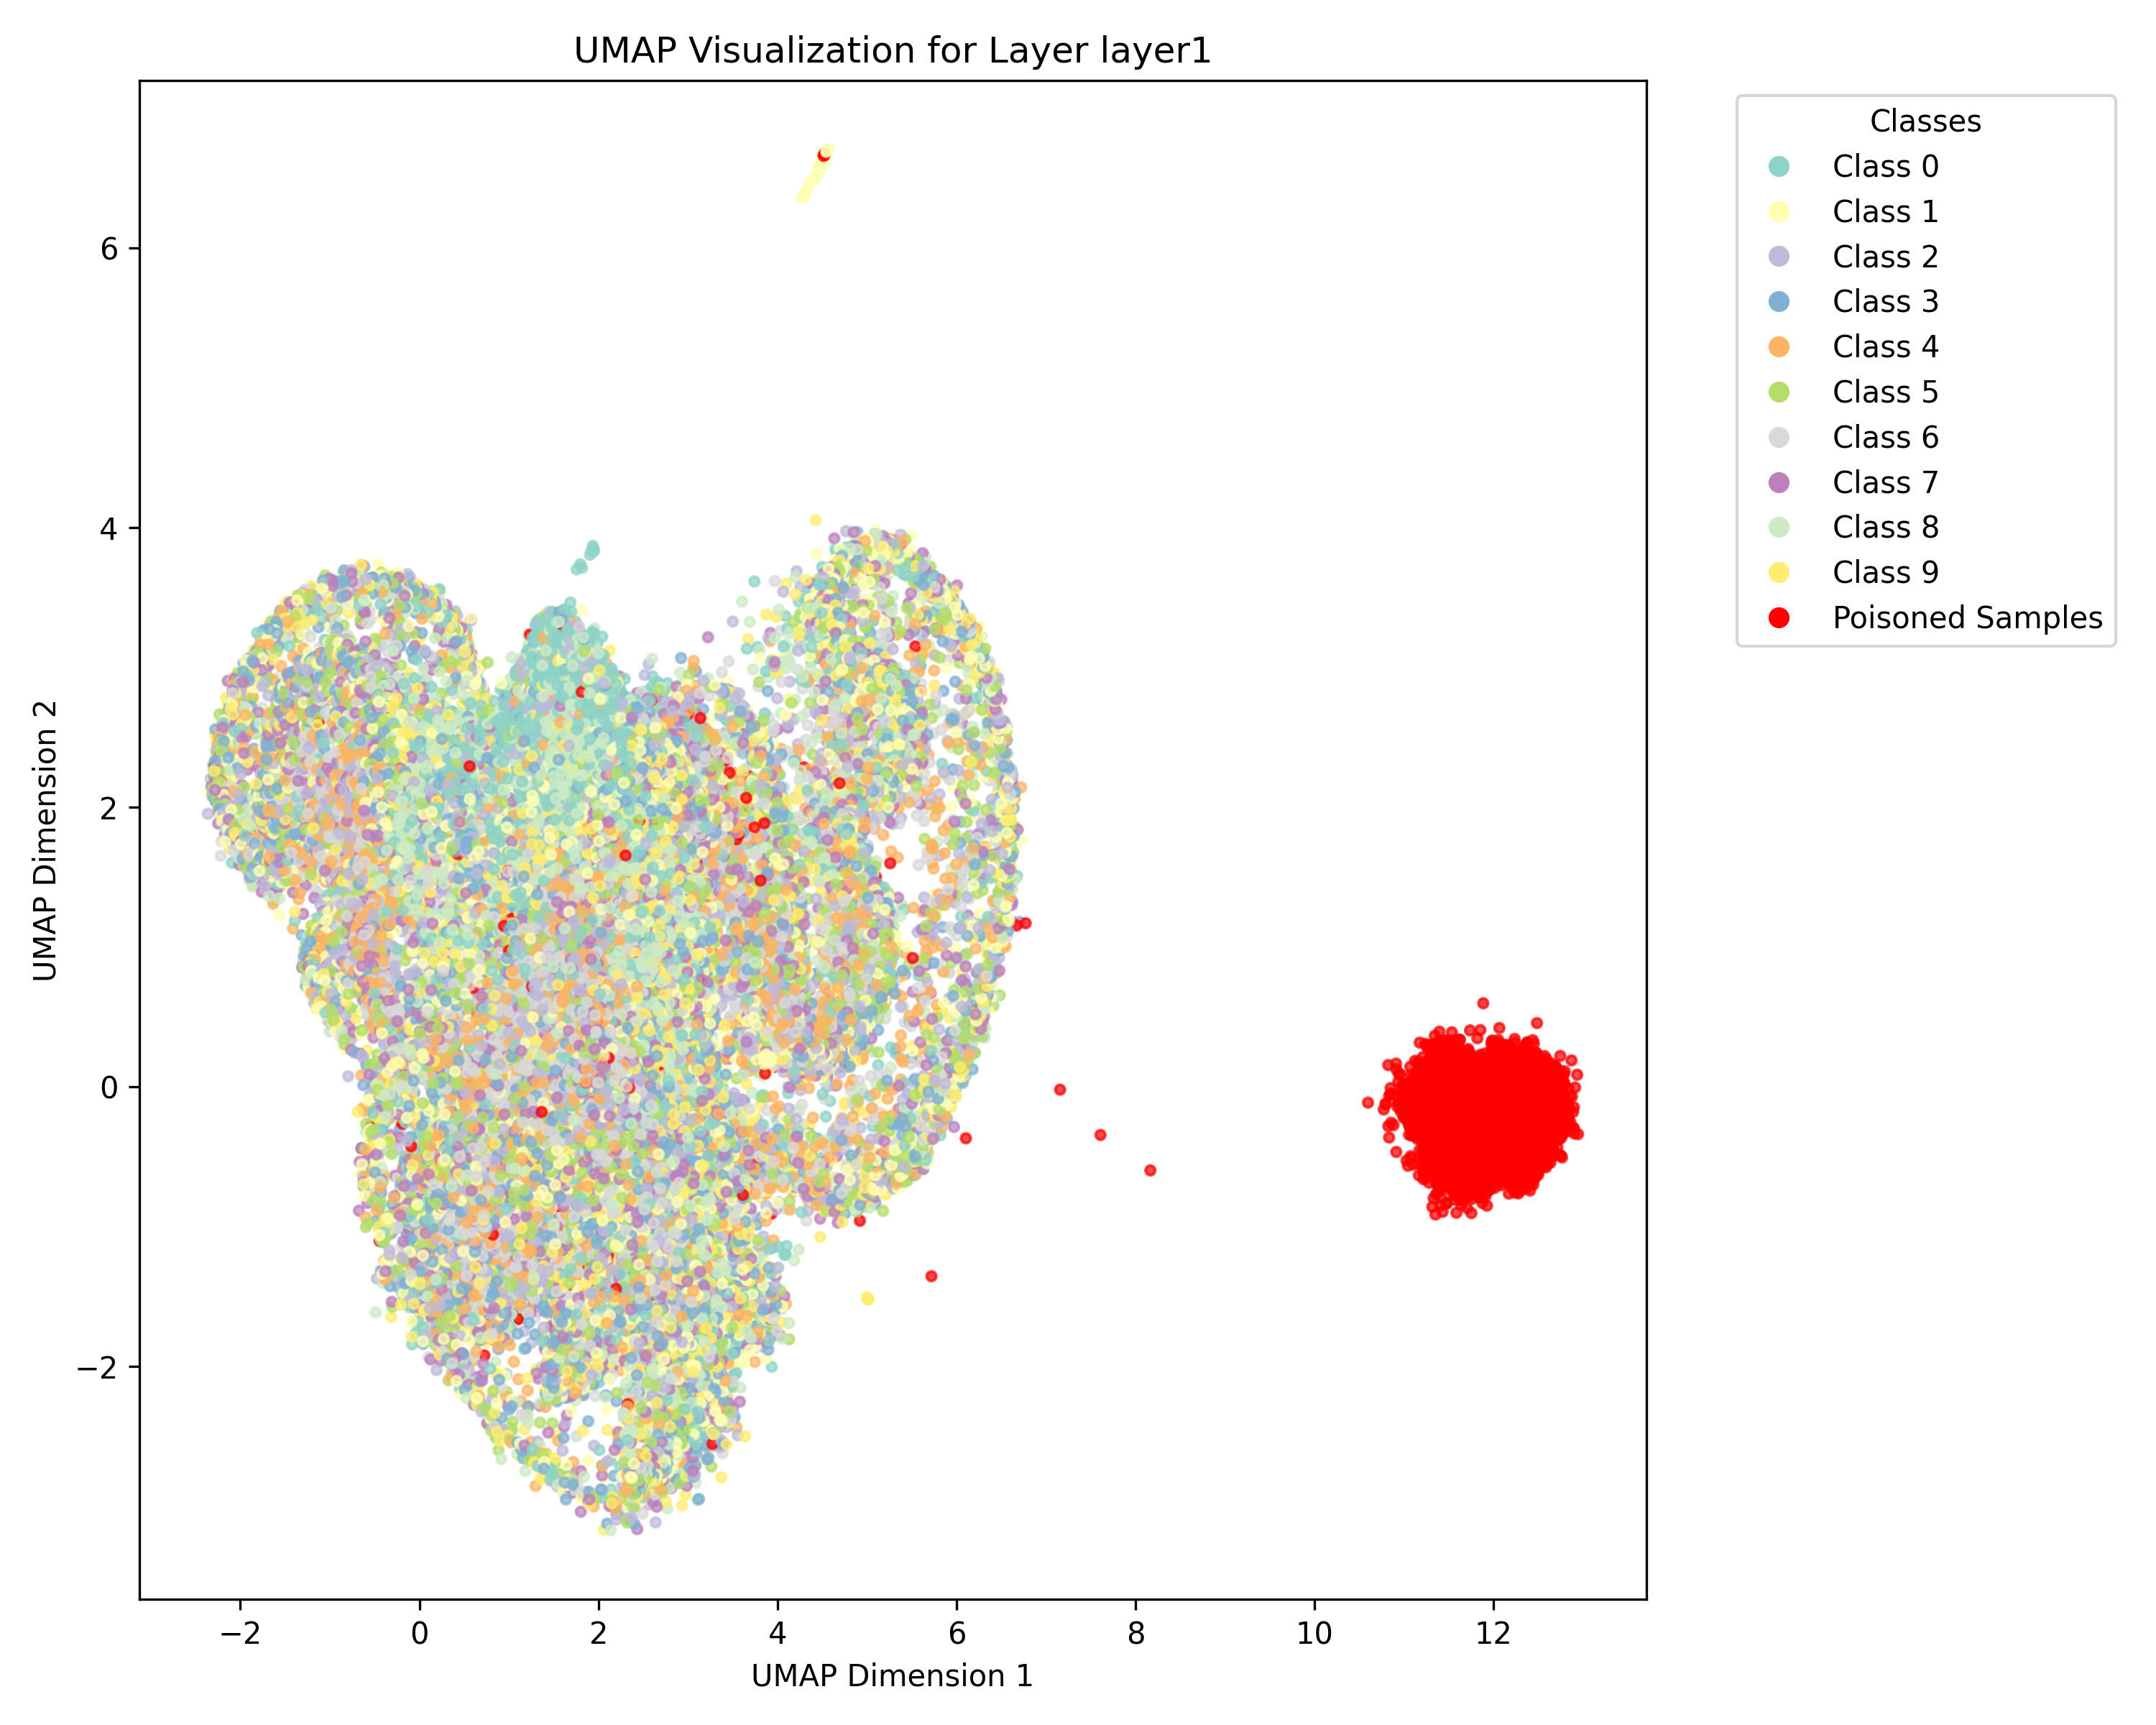 UMAP Visualization for Layer layer1
Classes
Class 0
Class 1
Class 2
Class 3
Class 4
Class 5
Class 6
Class 7
Class 8
Class 9
Poisoned Samples
UMAP Dimension 2
6
4
2
0
−2
−2 0 2 4 6 8 10 12
UMAP Dimension 1